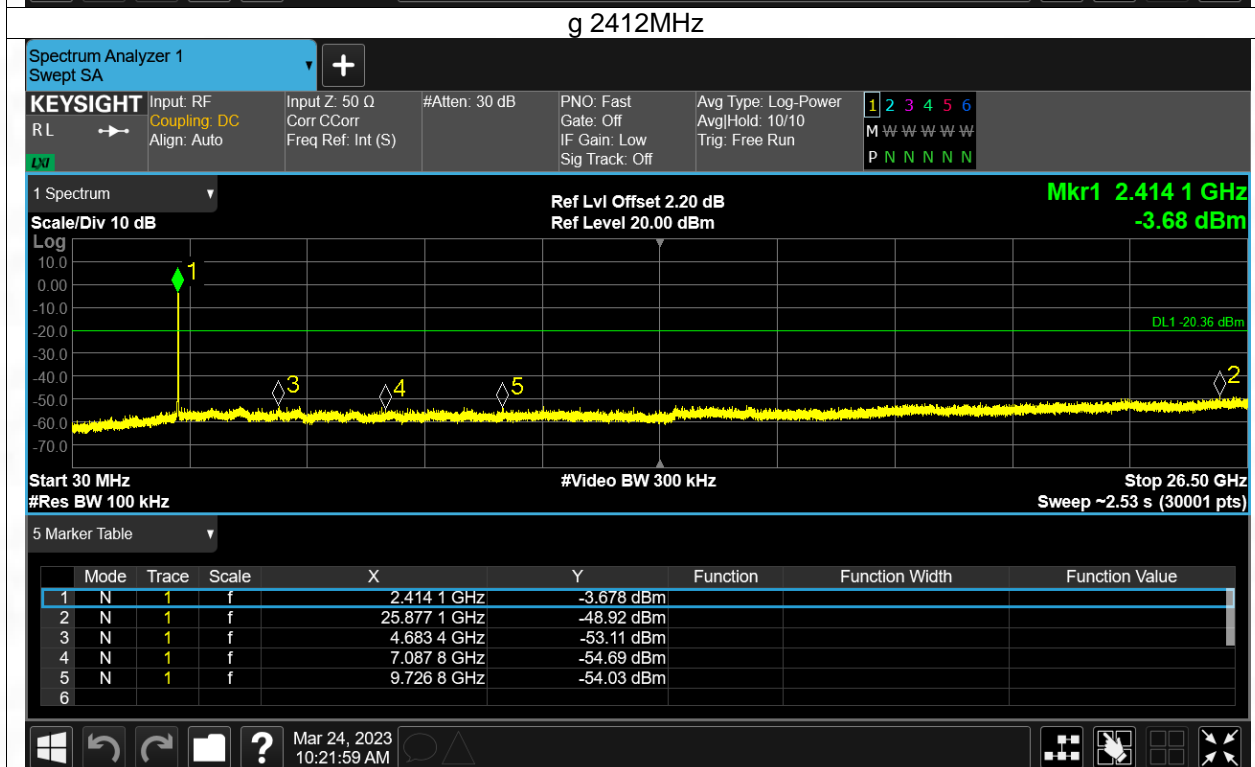 g 2412MHz
Spectrum Analyzer 1
Swept SA
KEYSIGHT
RL
LXI
Input: RF
Coupling: DC
Align: Auto
Input Z: 50 Ω
Corr CCorr
Freq Ref: Int (S)
#Atten: 30 dB
PNO: Fast
Gate: Off
IF Gain: Low
Sig Track: Off
Avg Type: Log-Power
Avg|Hold: 10/10
Trig: Free Run
1 2 3 4 5 6
M W W W W W
P N N N N N
1 Spectrum
Scale/Div 10 dB
Ref Lvl Offset 2.20 dB
Ref Level 20.00 dBm
Mkr1 2.414 1 GHz
-3.68 dBm
Log
10.0
0.00
-10.0
-20.0
-30.0
-40.0
-50.0
-60.0
-70.0
1
DL1 -20.36 dBm
3
4
5
2
Start 30 MHz
#Video BW 300 kHz
Stop 26.50 GHz
#Res BW 100 kHz
Sweep ~2.53 s (30001 pts)
5 Marker Table
Mode Trace Scale X Y Function Function Width Function Value
1 N 1 f 2.414 1 GHz -3.678 dBm
2 N 1 f 25.877 1 GHz -48.92 dBm
3 N 1 f 4.683 4 GHz -53.11 dBm
4 N 1 f 7.087 8 GHz -54.69 dBm
5 N 1 f 9.726 8 GHz -54.03 dBm
6
?
Mar 24, 2023
10:21:59 AM